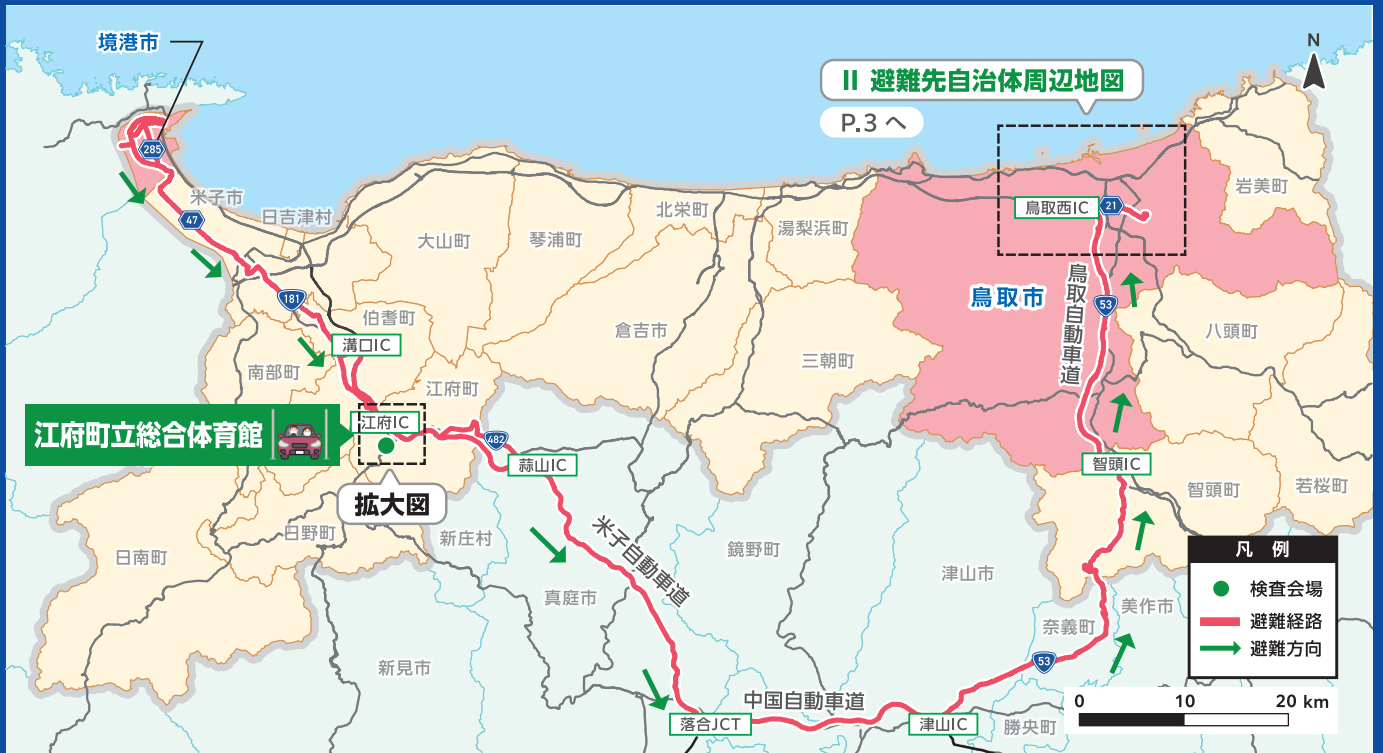 境港市
N
Ⅱ 避難先自治体周辺地図
P.3 へ
285
米子市
47
日吉津村
大山町
琴浦町
北栄町
湯梨浜町
鳥取西IC
21
岩美町
181
伯耆町
溝口IC
倉吉市
三朝町
鳥取市
鳥取自動車道
53
八頭町
南部町
江府町
江府IC
江府町立総合体育館
482
蒜山IC
智頭IC
智頭町
若桜町
拡大図
日野町
日南町
新庄村
米子自動車道
鏡野町
津山市
真庭市
新見市
美作市
奈義町
53
中国自動車道
落合JCT
津山IC
勝央町
凡 例
検査会場
避難経路
避難方向
0 10 20 km